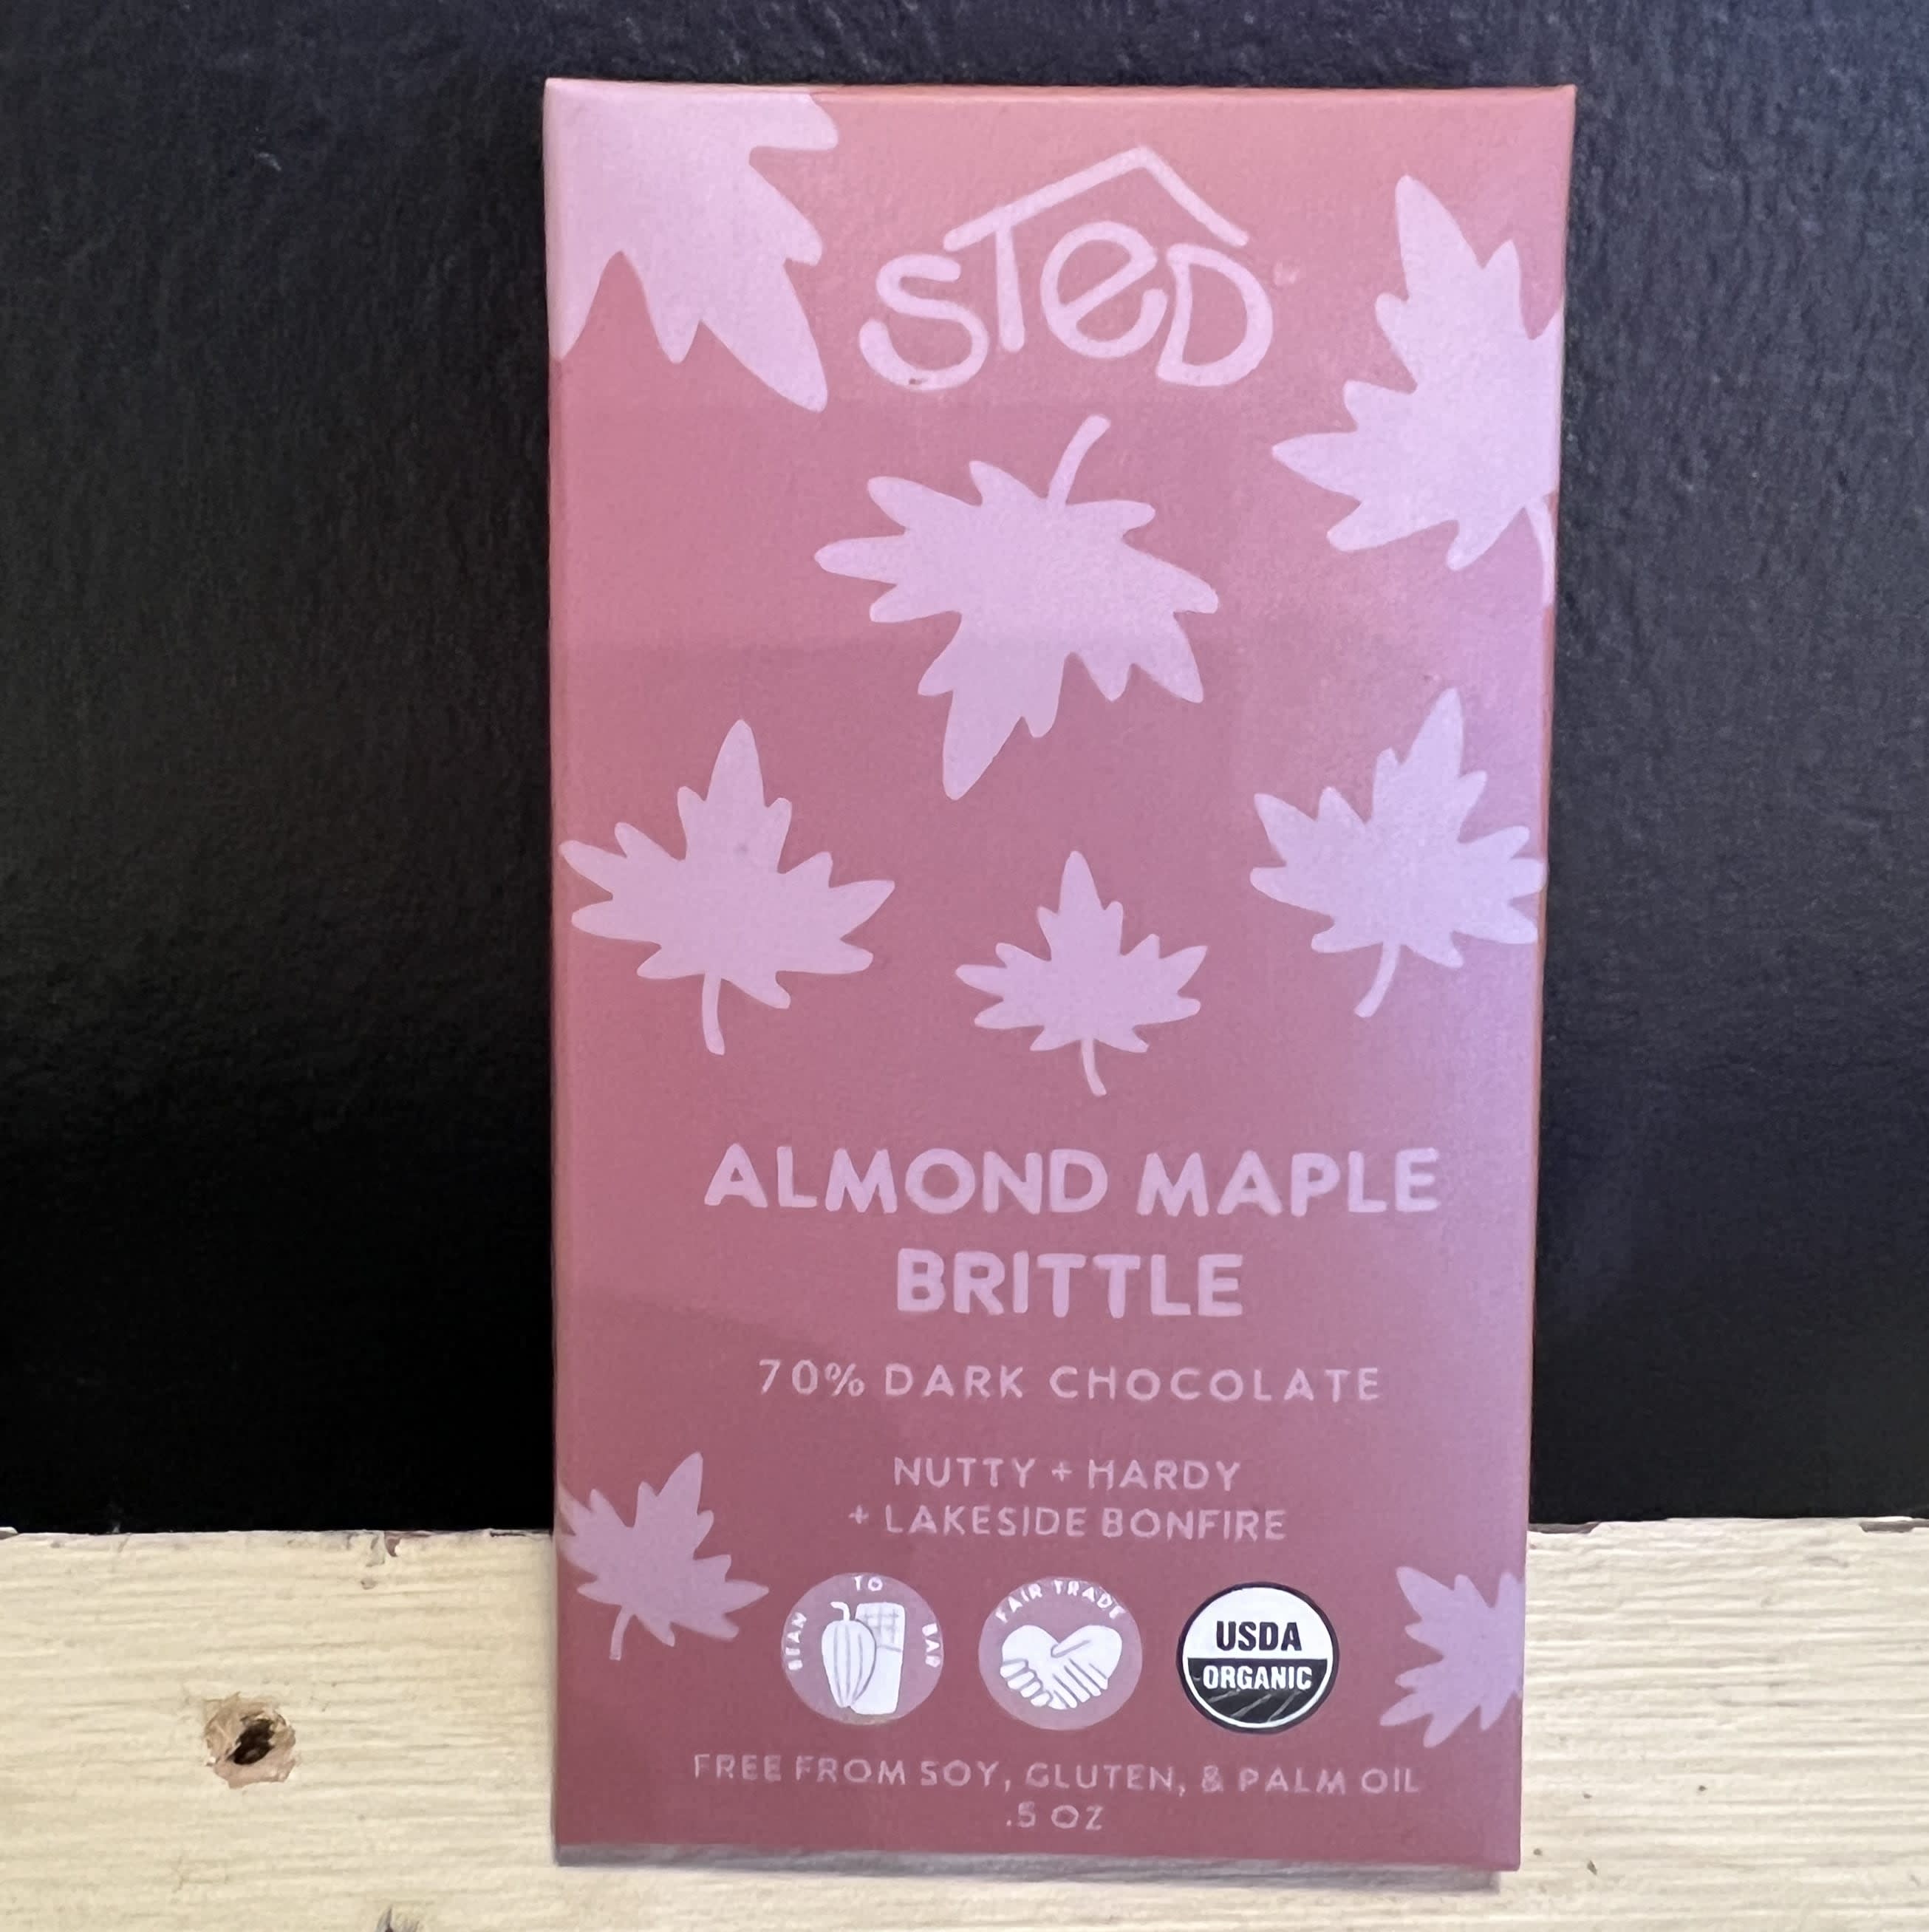 STeD
ALMOND MAPLE
BRITTLE
70% DARK CHOCOLATE
NUTTY + HARDY
+ LAKESIDE BONFIRE
BEAN TO BAR
FAIR TRADE
USDA
ORGANIC
FREE FROM SOY, GLUTEN, & PALM OIL
.5 OZ